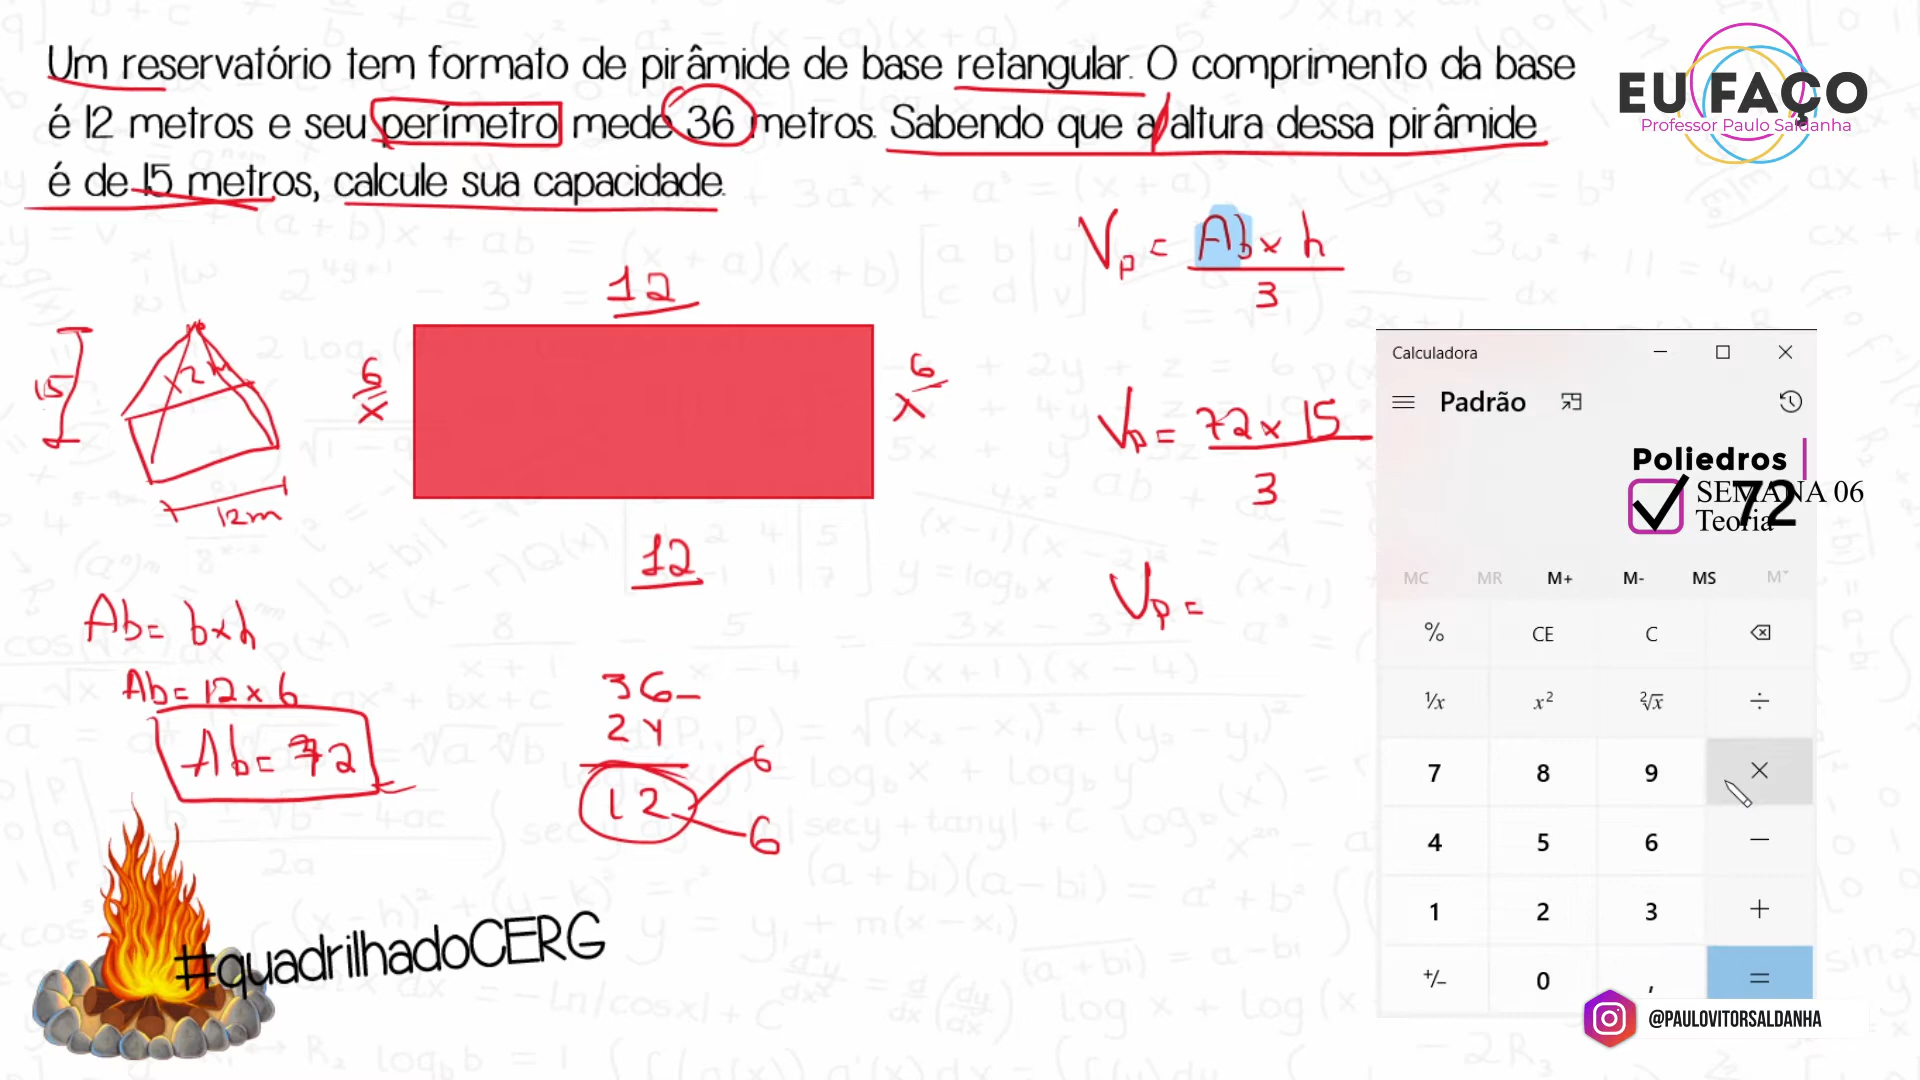 Um reservatório tem formato de pirâmide de base retangular. O comprimento da base
é 12 metros e seu perímetro mede 36 metros. Sabendo que a altura dessa pirâmide
é de 15 metros, calcule sua capacidade.
EU FAÇO
Professor Paulo Saldanha
Vp = Ab x h
3
12
15
x2m
12m
6
x
6
x
12
Vp = 72 x 15
3
Vp =
Ab = b x h
Ab = 12 x 6
Ab = 72
36 -
24
12
6
6
Calculadora
Padrão
Poliedros
SEMANA 06
Teoria
72
MC MR M+ M- MS M˅
% CE C
¹/x x² ²√x ÷
7 8 9 ×
4 5 6 −
1 2 3 +
+/− 0 , =
#quadrilhadoCERG
@PAULOVITORSALDANHA